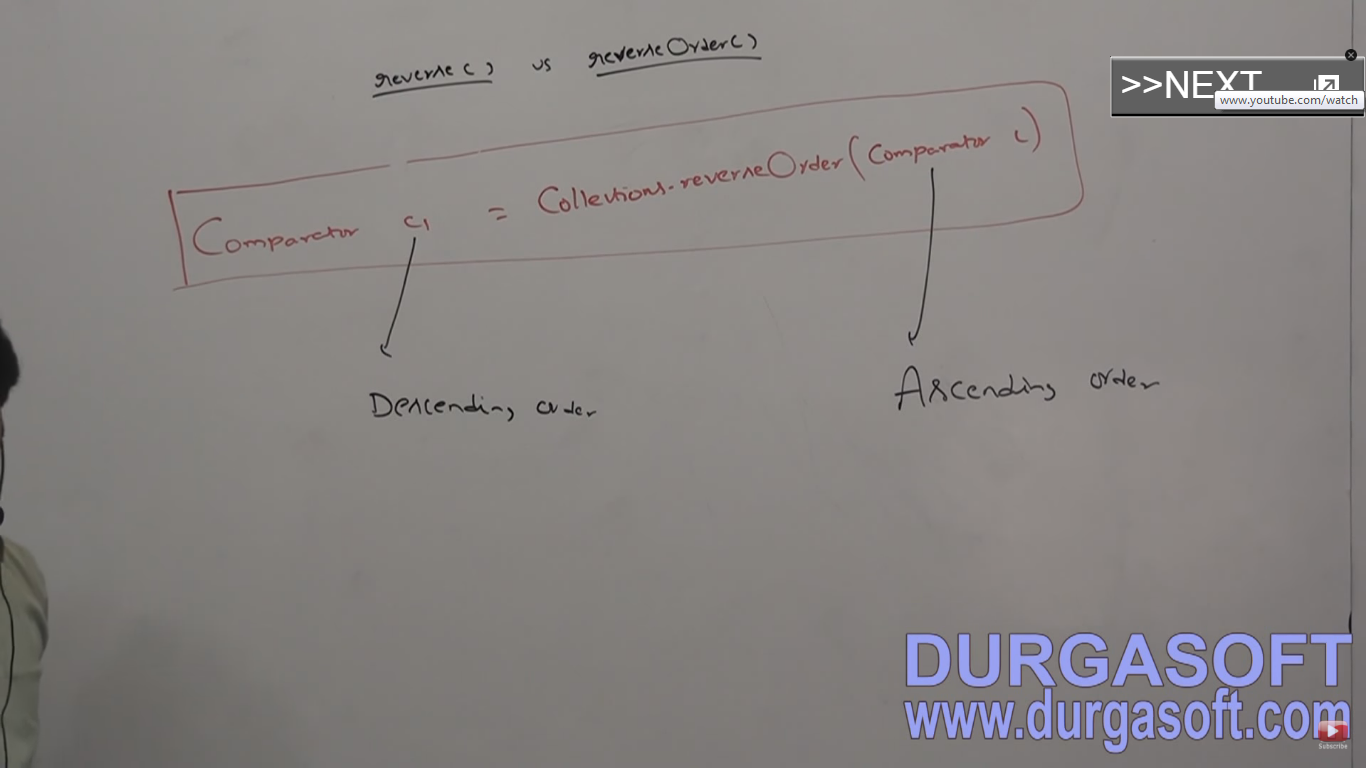 reverse() vs reverseOrder()
>>NEXT
www.youtube.com/watch
Comparator c1 = Collections.reverseOrder(Comparator c)
Descending order
Ascending order
DURGASOFT
www.durgasoft.com
Subscribe